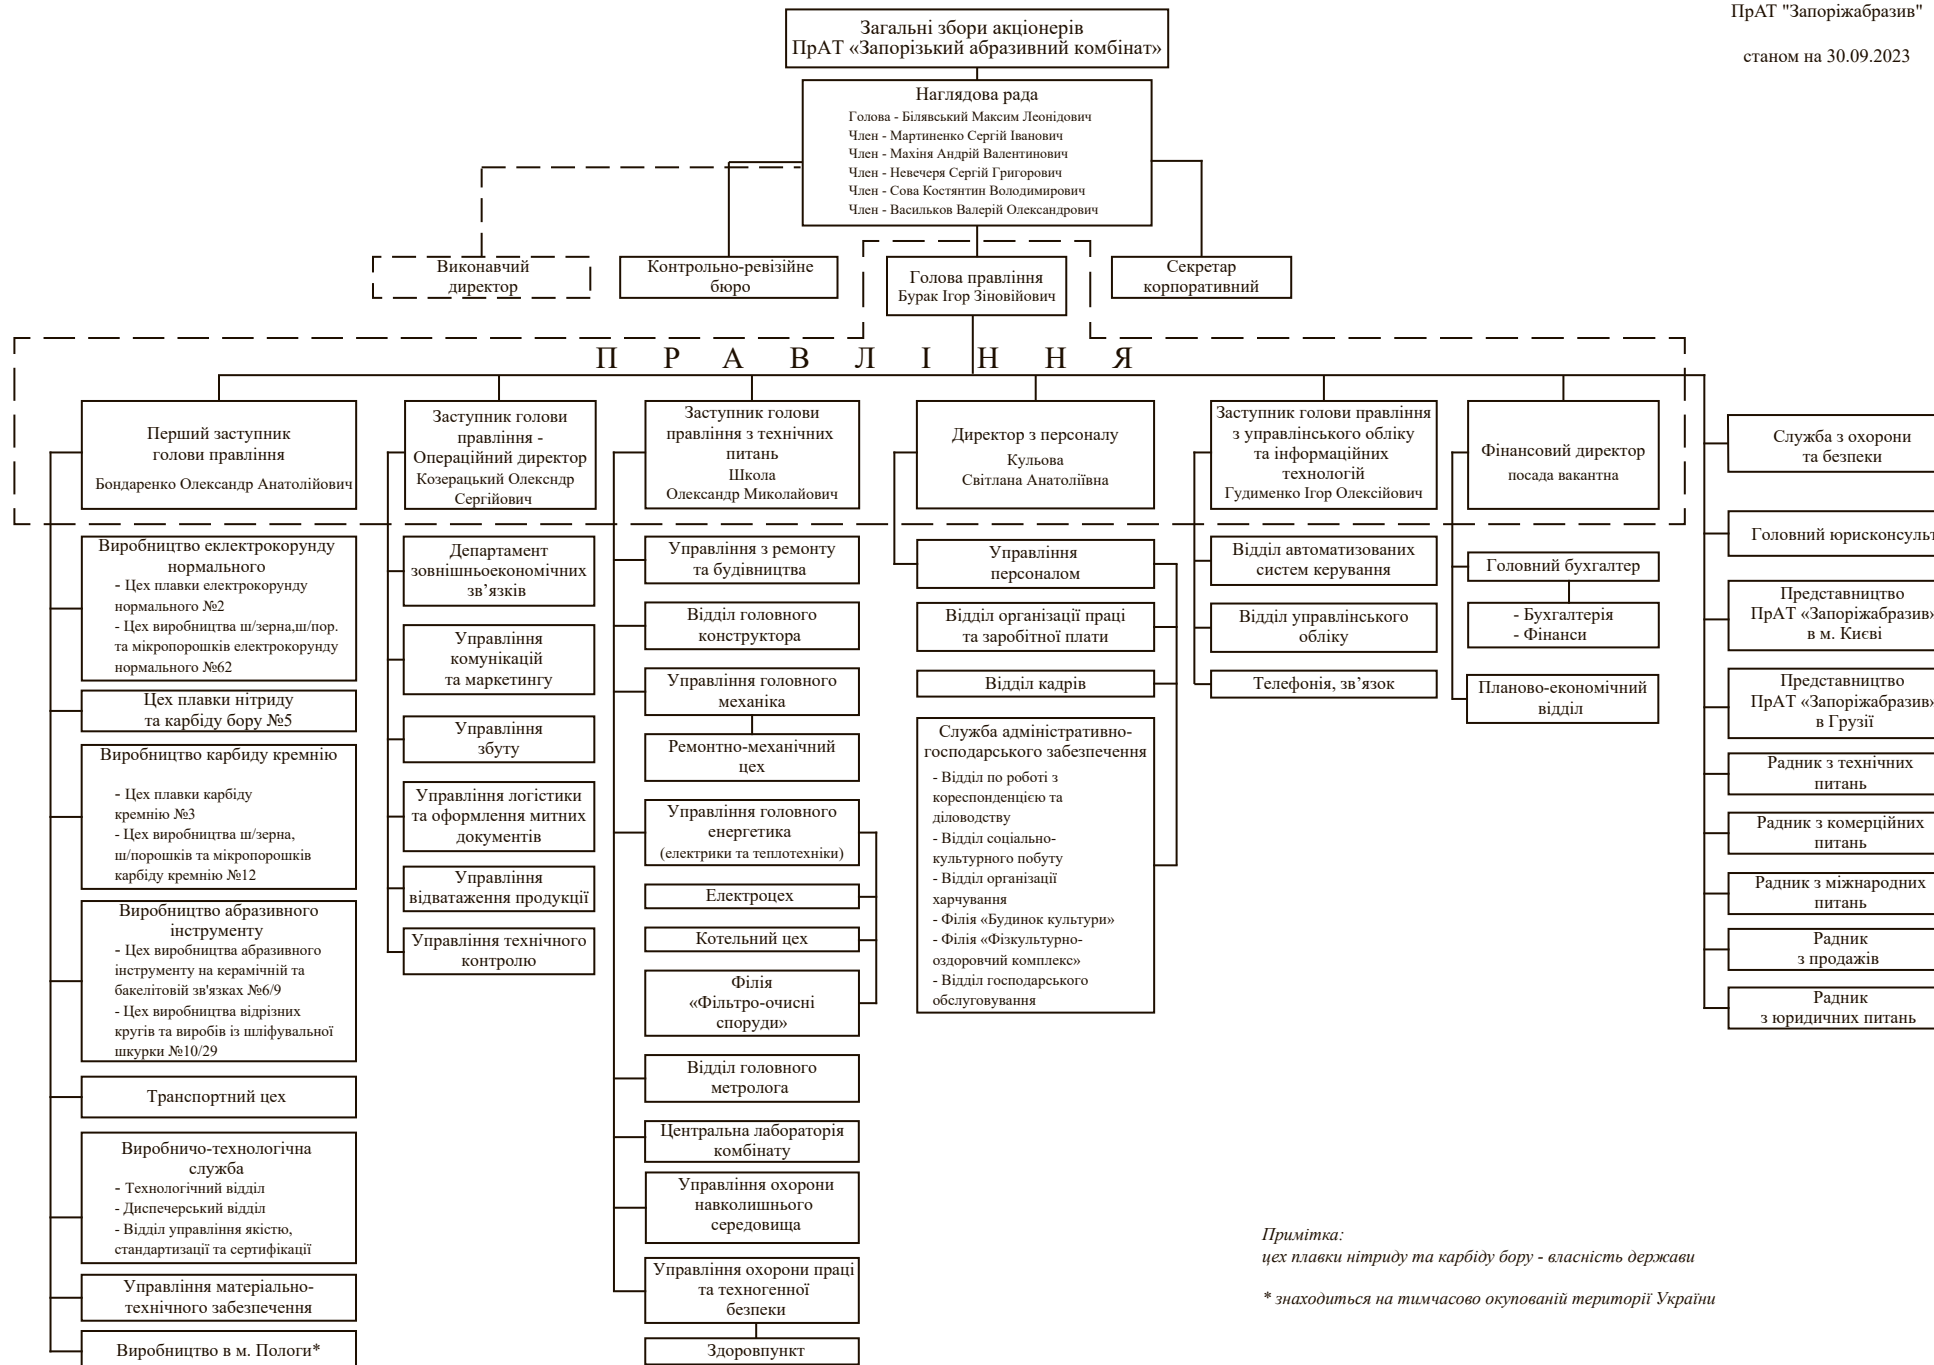 ПрАТ "Запоріжабразив"
станом на 30.09.2023
Загальні збори акціонерів
ПрАТ «Запорізький абразивний комбінат»
Наглядова рада
Голова - Білявський Максим Леонідович
Член - Мартиненко Сергій Іванович
Член - Махіня Андрій Валентинович
Член - Невечеря Сергій Григорович
Член - Сова Костянтин Володимирович
Член - Васильков Валерій Олександрович
Виконавчий
директор
Контрольно-ревізійне
бюро
Голова правління
Бурак Ігор Зіновійович
Секретар
корпоративний
П Р А В Л І Н Н Я
Перший заступник
голови правління
Бондаренко Олександр Анатолійович
Виробництво еклектрокорунду
нормального
- Цех плавки електрокорунду
нормального №2
- Цех виробництва ш/зерна,ш/пор.
та мікропорошків електрокорунду
нормального №62
Цех плавки нітриду
та карбіду бору №5
Виробництво карбиду кремнію
- Цех плавки карбіду
кремнію №3
- Цех виробництва ш/зерна,
ш/порошків та мікропорошків
карбіду кремнію №12
Виробництво абразивного
інструменту
- Цех виробництва абразивного
інструменту на керамічній та
бакелітовій зв'язках №6/9
- Цех виробництва відрізних
кругів та виробів із шліфувальної
шкурки №10/29
Транспортний цех
Виробничо-технологічна
служба
- Технологічний відділ
- Диспечерський відділ
- Відділ управління якістю,
стандартизації та сертифікації
Управління матеріально-
технічного забезпечення
Виробництво в м. Пологи*
Заступник голови
правління -
Операційний директор
Козерацький Олексндр
Сергійович
Департамент
зовнішньоекономічних
зв’язків
Управління
комунікацій
та маркетингу
Управління
збуту
Управління логістики
та оформлення митних
документів
Управління
відватаження продукції
Управління технічного
контролю
Заступник голови
правління з технічних
питань
Школа
Олександр Миколайович
Управління з ремонту
та будівництва
Відділ головного
конструктора
Управління головного
механіка
Ремонтно-механічний
цех
Управління головного
енергетика
(електрики та теплотехніки)
Електроцех
Котельний цех
Філія
«Фільтро-очисні
споруди»
Відділ головного
метролога
Центральна лабораторія
комбінату
Управління охорони
навколишнього
середовища
Управління охорони праці
та техногенної
безпеки
Здоровпункт
Директор з персоналу
Кульова
Світлана Анатоліївна
Управління
персоналом
Відділ організації праці
та заробітної плати
Відділ кадрів
Служба адміністративно-
господарського забезпечення
- Відділ по роботі з
кореспонденцією та
діловодству
- Відділ соціально-
культурного побуту
- Відділ організації
харчування
- Філія «Будинок культури»
- Філія «Фізкультурно-
оздоровчий комплекс»
- Відділ господарського
обслуговування
Заступник голови правління
з управлінського обліку
та інформаційних
технологій
Гудименко Ігор Олексійович
Відділ автоматизованих
систем керування
Відділ управлінського
обліку
Телефонія, зв’язок
Фінансовий директор
посада вакантна
Головний бухгалтер
- Бухгалтерія
- Фінанси
Планово-економічний
відділ
Служба з охорони
та безпеки
Головний юрисконсульт
Представництво
ПрАТ «Запоріжабразив»
в м. Києві
Представництво
ПрАТ «Запоріжабразив»
в Грузії
Радник з технічних
питань
Радник з комерційних
питань
Радник з міжнародних
питань
Радник
з продажів
Радник
з юридичних питань
Примітка:
цех плавки нітриду та карбіду бору - власність держави
* знаходиться на тимчасово окупованій території України